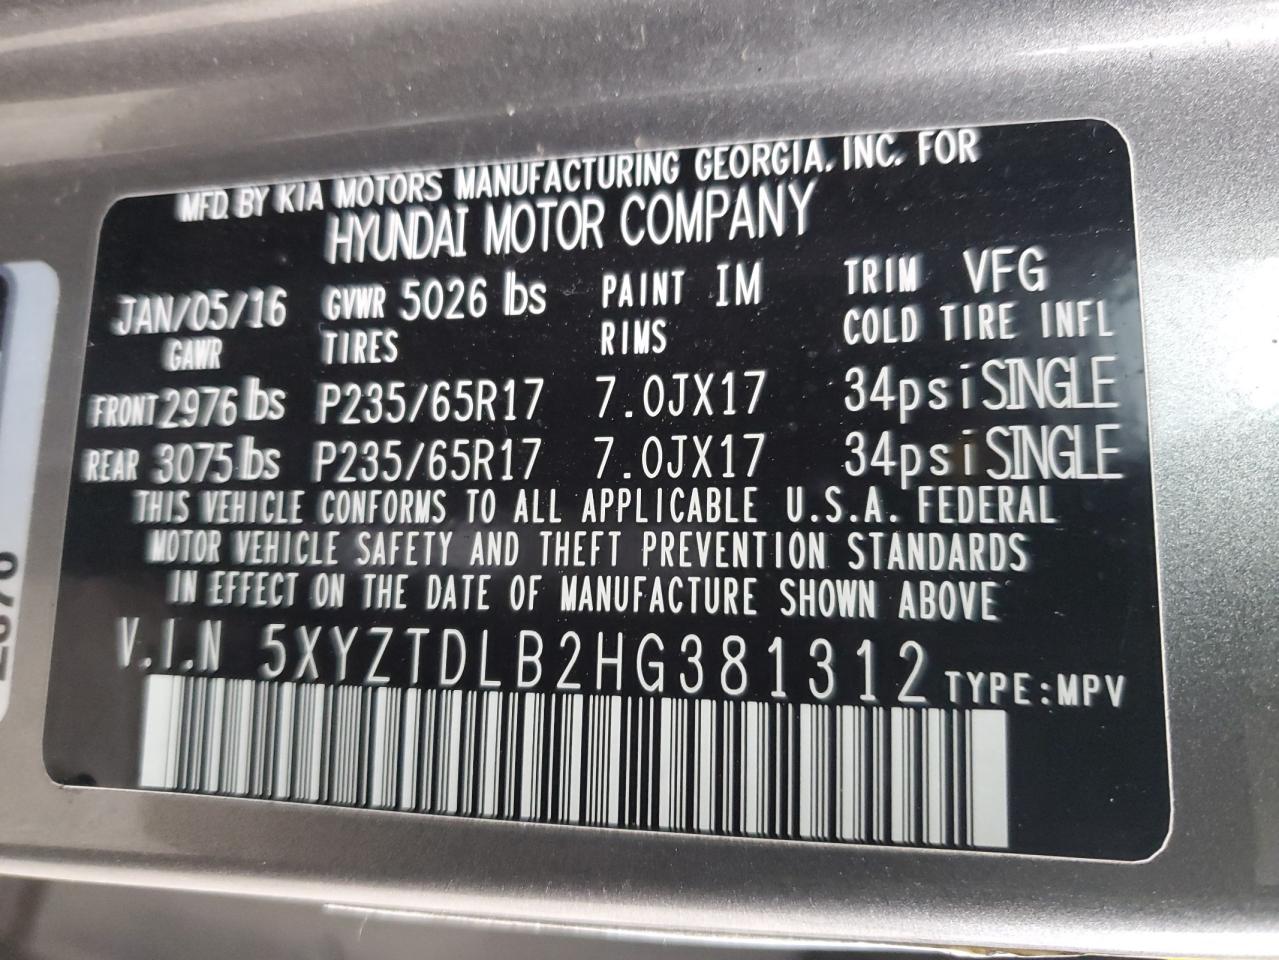 MFD. BY KIA MOTORS MANUFACTURING GEORGIA, INC. FOR
HYUNDAI MOTOR COMPANY
JAN/05/16 GVWR 5026 lbs PAINT IM TRIM VFG
GAWR TIRES RIMS COLD TIRE INFL
FRONT 2976 lbs P235/65R17 7.0JX17 34psi SINGLE
REAR 3075 lbs P235/65R17 7.0JX17 34psi SINGLE
THIS VEHICLE CONFORMS TO ALL APPLICABLE U.S.A. FEDERAL
MOTOR VEHICLE SAFETY AND THEFT PREVENTION STANDARDS
IN EFFECT ON THE DATE OF MANUFACTURE SHOWN ABOVE
V.I.N 5XYZTDLB2HG381312 TYPE:MPV